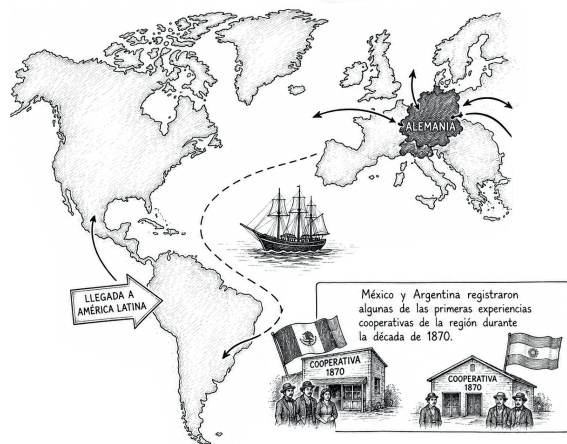 ALEMANIA
LLEGADA A
AMÉRICA LATINA
México y Argentina registraron
algunas de las primeras experiencias
cooperativas de la región durante
la década de 1870.
COOPERATIVA
1870
COOPERATIVA
1870